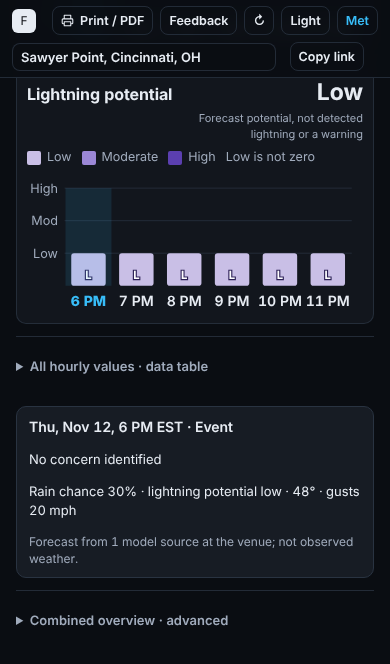 F
Print / PDF
Feedback
↻
Light
Met
Sawyer Point, Cincinnati, OH
Copy link
Lightning potential
Low
Forecast potential, not detected
lightning or a warning
Low Moderate High Low is not zero
High
Mod
Low
L L L L L L
6 PM 7 PM 8 PM 9 PM 10 PM 11 PM
▶ All hourly values · data table
Thu, Nov 12, 6 PM EST · Event
No concern identified
Rain chance 30% · lightning potential low · 48° · gusts
20 mph
Forecast from 1 model source at the venue; not observed
weather.
▶ Combined overview · advanced